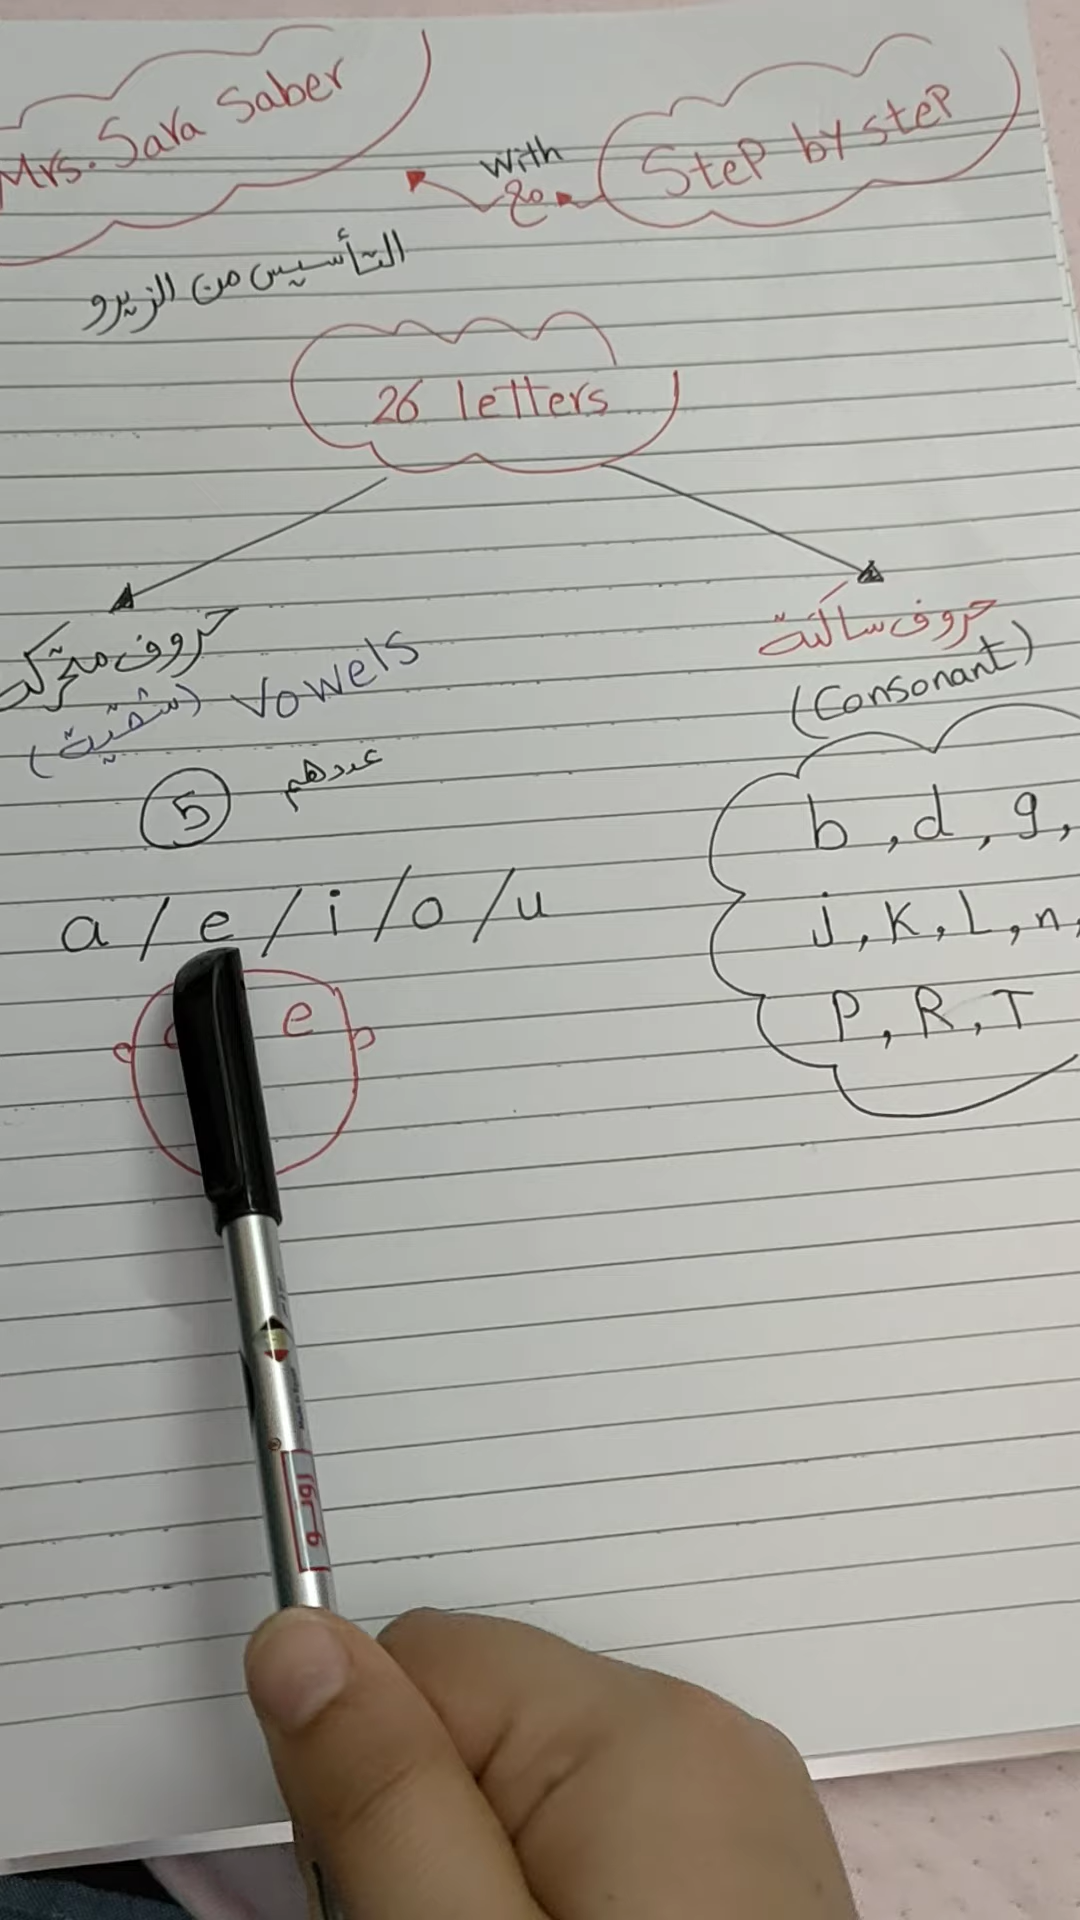 Mrs. Sara Saber with مع Step by step
التأسيس من الزيرو
26 letters
حروف متحركة
(شفية) Vowels
5 عددهم
a / e / i / o / u
e
حروف ساكنة
(Consonant)
b , d , g ,
j , K , L , n ,
P , R , T